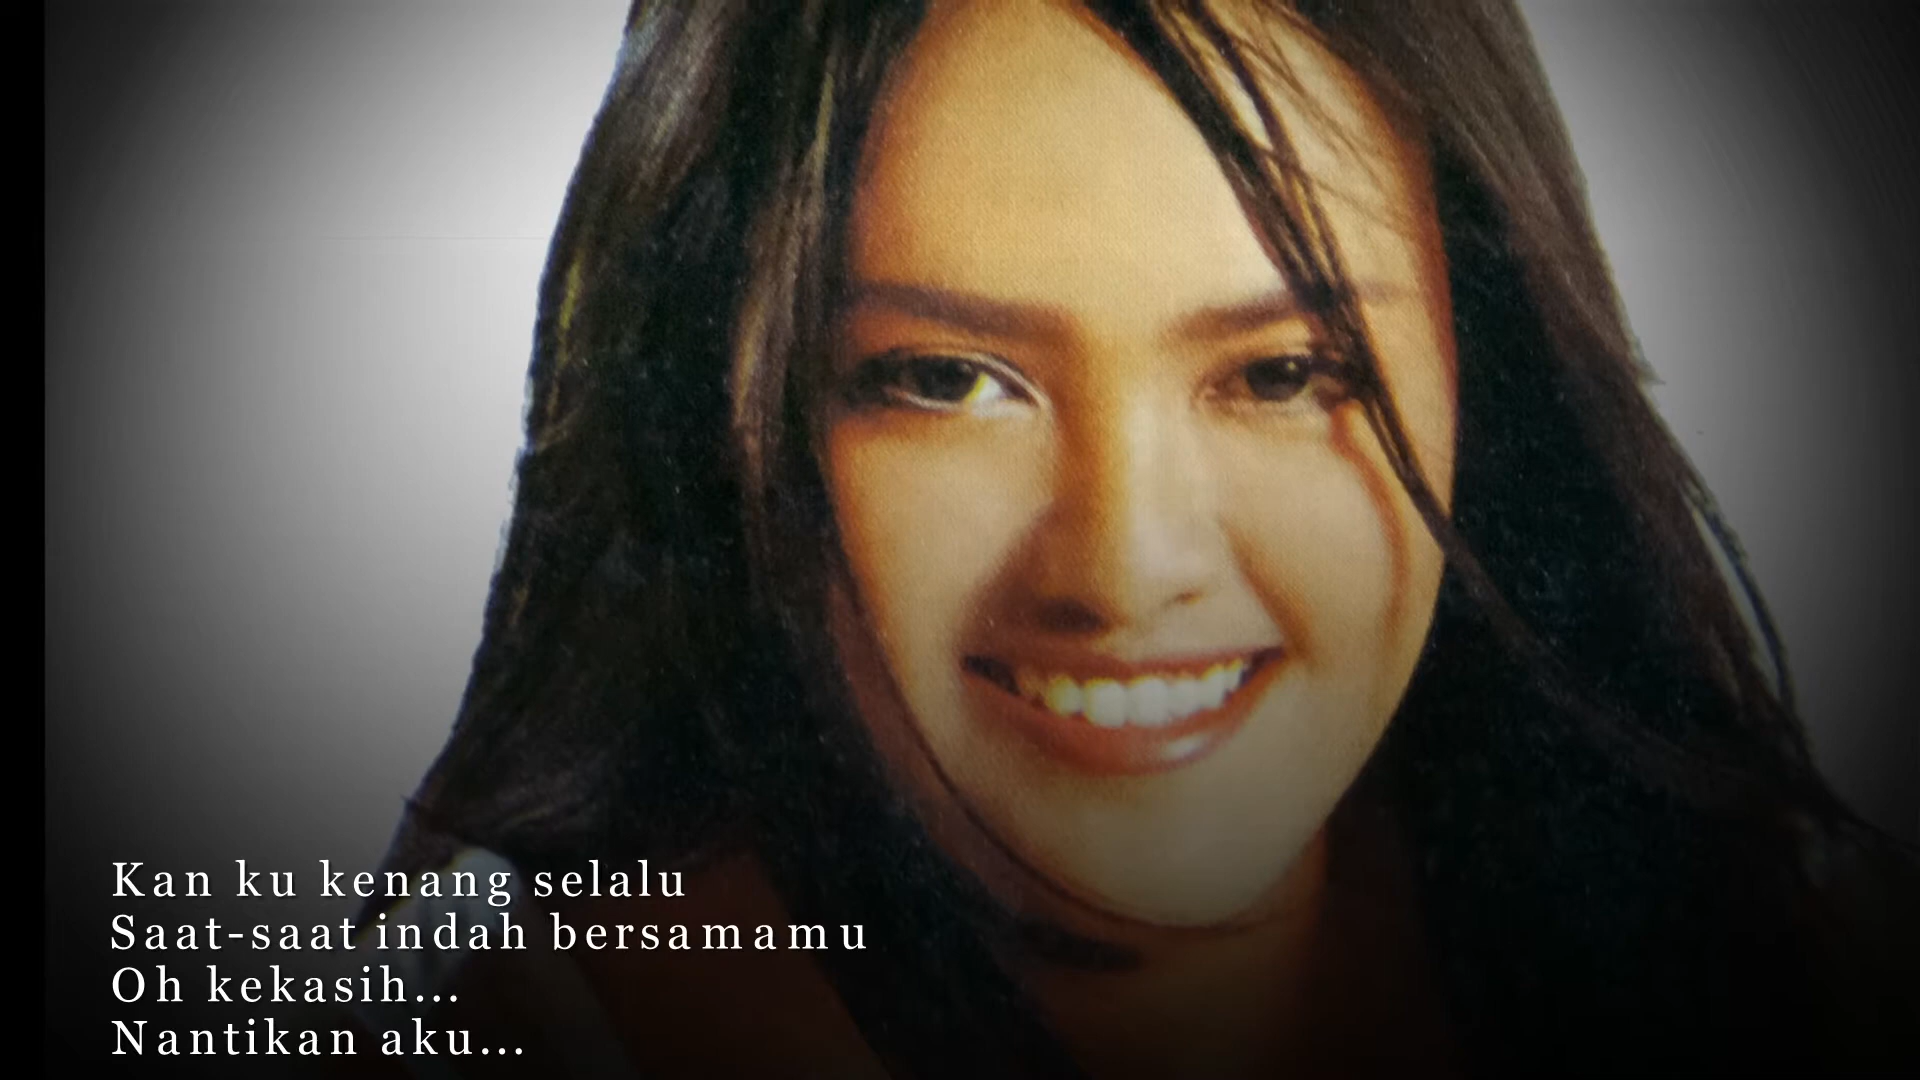 Kan ku kenang selalu
Saat-saat indah bersamamu
Oh kekasih...
Nantikan aku...